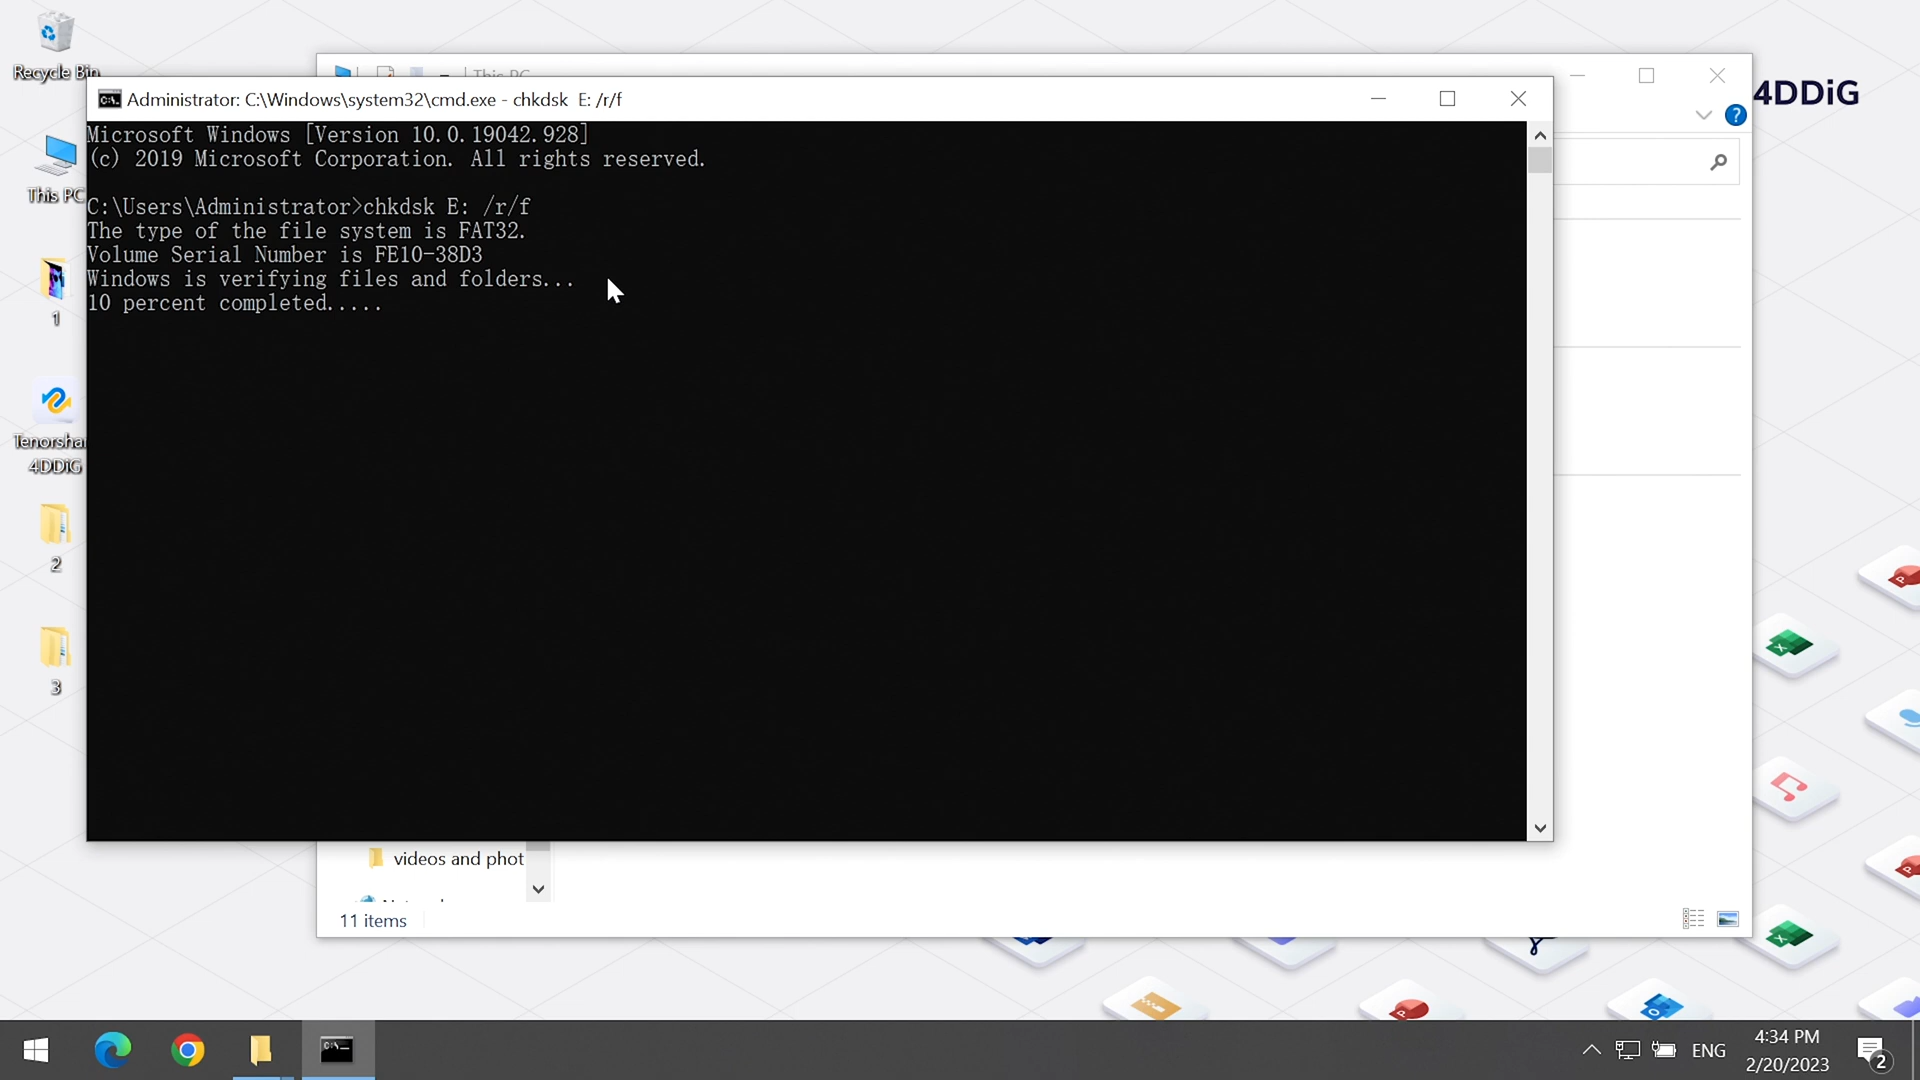 Recycle Bin
This PC
4DDiG
Administrator: C:\Windows\system32\cmd.exe - chkdsk  E: /r/f
Microsoft Windows [Version 10.0.19042.928]
(c) 2019 Microsoft Corporation. All rights reserved.
C:\Users\Administrator>chkdsk E: /r/f
The type of the file system is FAT32.
Volume Serial Number is FE10-38D3
Windows is verifying files and folders...
10 percent completed.....
This PC
1
Tenorsha
4DDiG
2
3
videos and phot
11 items
ENG
4:34 PM
2/20/2023
2